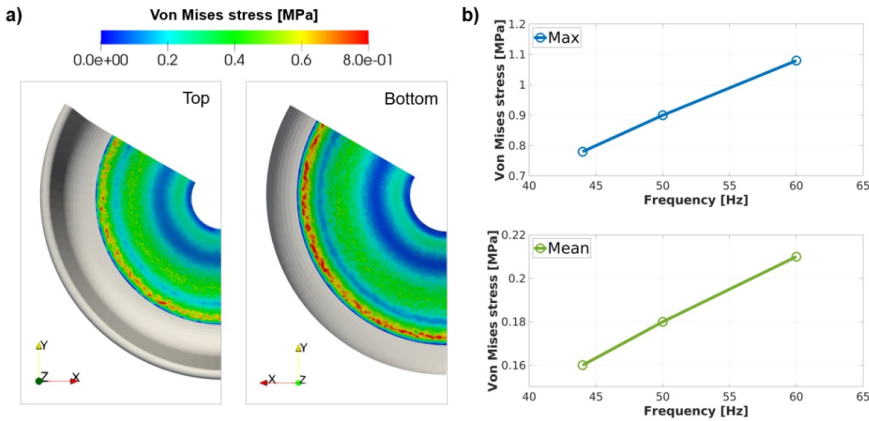 a)
Von Mises stress [MPa]
0.0e+00 0.2 0.4 0.6 8.0e-01
Top
Y
Z X
Bottom
Y
X Z
b)
Von Mises stress [MPa]
1.2
1.1
1
0.9
0.8
0.7
Max
40 45 50 55 60 65
Frequency [Hz]
Von Mises stress [MPa]
0.22
0.2
0.18
0.16
Mean
40 45 50 55 60 65
Frequency [Hz]